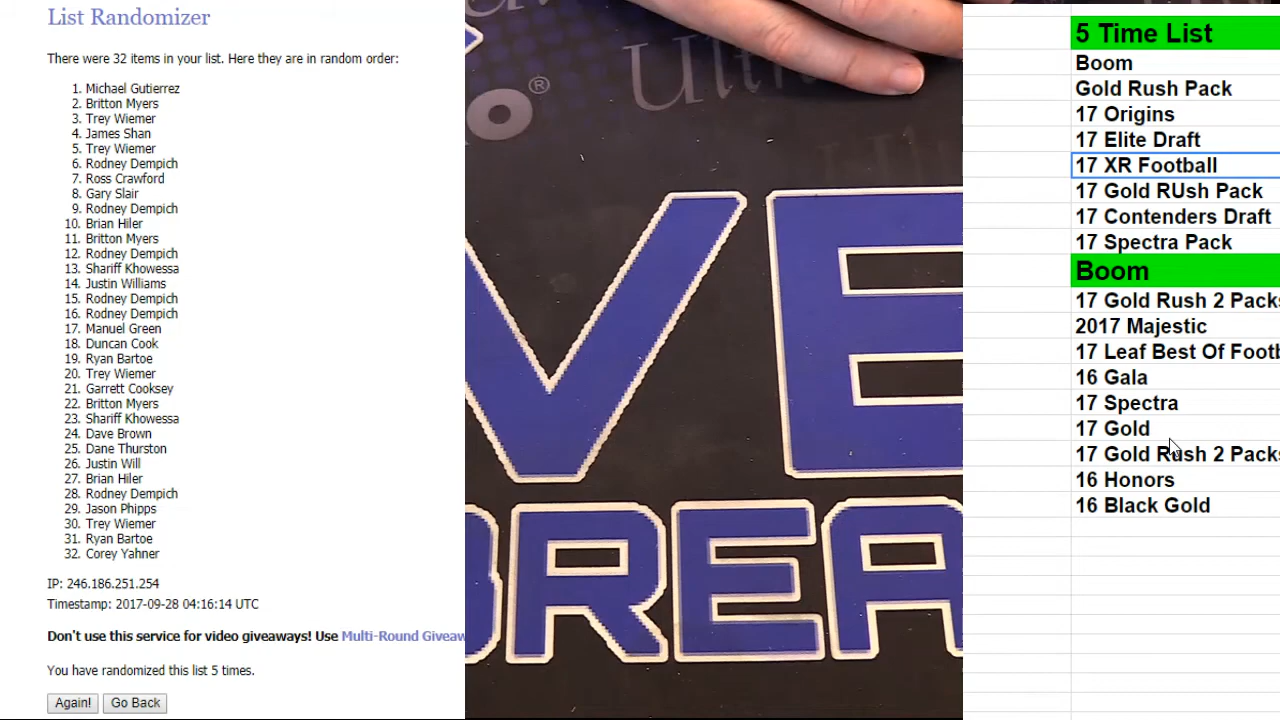 List Randomizer
There were 32 items in your list. Here they are in random order:
1. Michael Gutierrez
2. Britton Myers
3. Trey Wiemer
4. James Shan
5. Trey Wiemer
6. Rodney Dempich
7. Ross Crawford
8. Gary Slair
9. Rodney Dempich
10. Brian Hiler
11. Britton Myers
12. Rodney Dempich
13. Shariff Khowessa
14. Justin Williams
15. Rodney Dempich
16. Rodney Dempich
17. Manuel Green
18. Duncan Cook
19. Ryan Bartoe
20. Trey Wiemer
21. Garrett Cooksey
22. Britton Myers
23. Shariff Khowessa
24. Dave Brown
25. Dane Thurston
26. Justin Will
27. Brian Hiler
28. Rodney Dempich
29. Jason Phipps
30. Trey Wiemer
31. Ryan Bartoe
32. Corey Yahner
IP: 246.186.251.254
Timestamp: 2017-09-28 04:16:14 UTC
Don't use this service for video giveaways! Use Multi-Round Giveaw
You have randomized this list 5 times.
Again! Go Back
Ult
O®
VE
REA
5 Time List
Boom
Gold Rush Pack
17 Origins
17 Elite Draft
17 XR Football
17 Gold RUsh Pack
17 Contenders Draft
17 Spectra Pack
Boom
17 Gold Rush 2 Packs
2017 Majestic
17 Leaf Best Of Footb
16 Gala
17 Spectra
17 Gold
17 Gold Rush 2 Packs
16 Honors
16 Black Gold